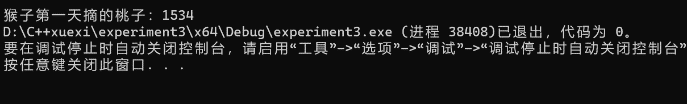 猴子第一天摘的桃子：1534
D:\C++xuexi\experiment3\x64\Debug\experiment3.exe (进程 38408)已退出，代码为 0。
要在调试停止时自动关闭控制台，请启用“工具”->“选项”->“调试”->“调试停止时自动关闭控制台”
按任意键关闭此窗口. . .